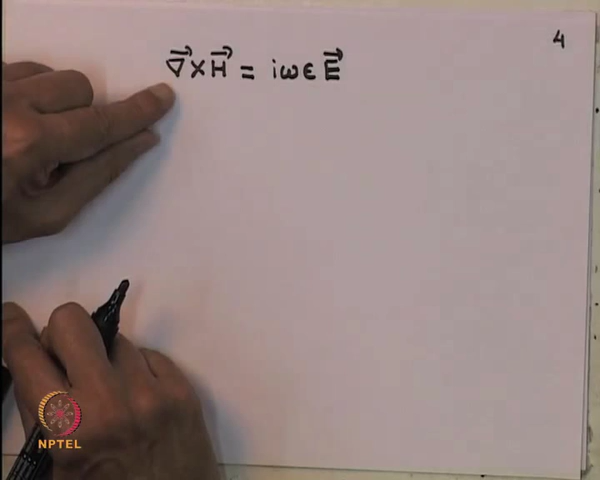 4
∇⃗ × H⃗ = iωϵ E⃗
NPTEL